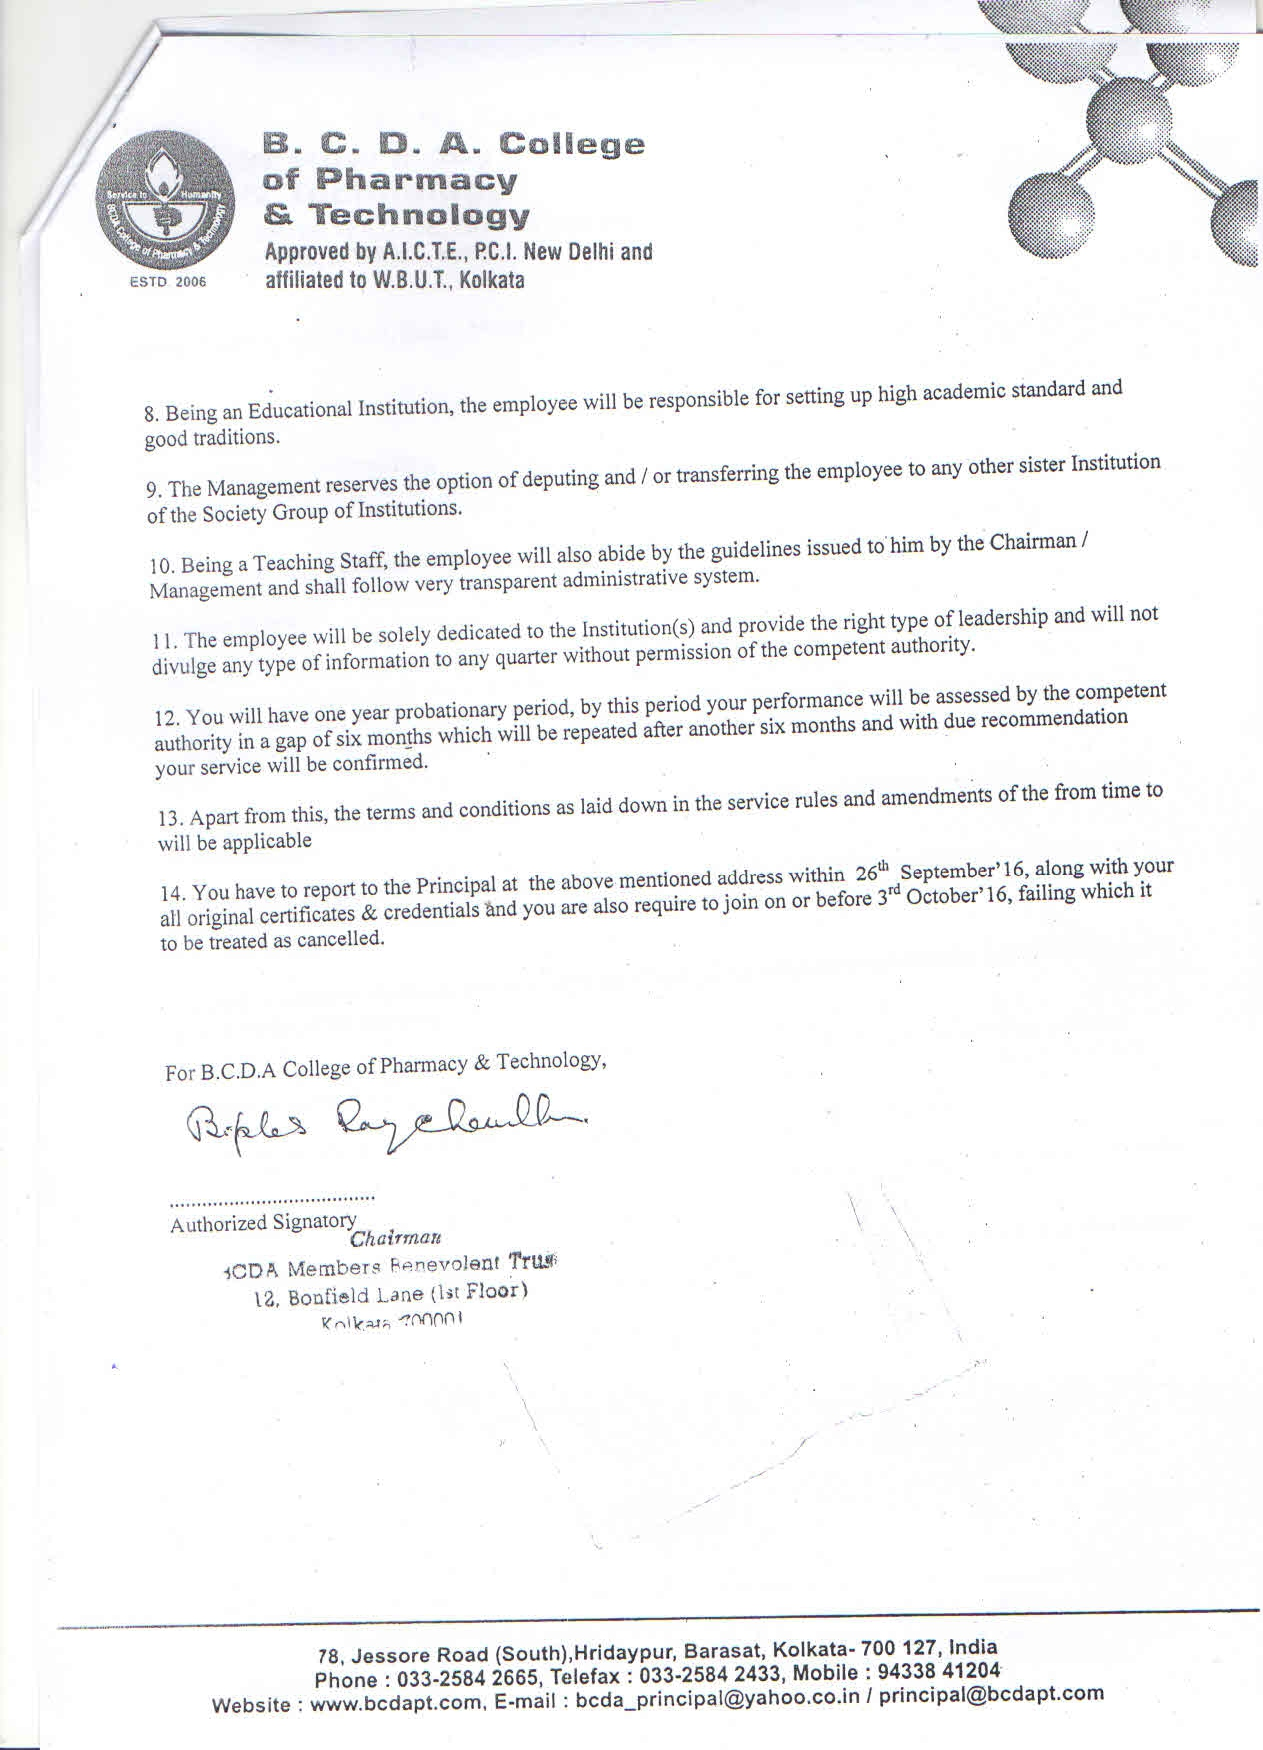 B. C. D. A. College
of Pharmacy
& Technology
Approved by A.I.C.T.E., P.C.I. New Delhi and
affiliated to W.B.U.T., Kolkata
Service to Humanity
BCDA College of Pharmacy & Technology
ESTD 2006
8. Being an Educational Institution, the employee will be responsible for setting up high academic standard and
good traditions.
9. The Management reserves the option of deputing and / or transferring the employee to any other sister Institution
of the Society Group of Institutions.
10. Being a Teaching Staff, the employee will also abide by the guidelines issued to him by the Chairman /
Management and shall follow very transparent administrative system.
11. The employee will be solely dedicated to the Institution(s) and provide the right type of leadership and will not
divulge any type of information to any quarter without permission of the competent authority.
12. You will have one year probationary period, by this period your performance will be assessed by the competent
authority in a gap of six months which will be repeated after another six months and with due recommendation
your service will be confirmed.
13. Apart from this, the terms and conditions as laid down in the service rules and amendments of the from time to
will be applicable
14. You have to report to the Principal at the above mentioned address within 26th September'16, along with your
all original certificates & credentials and you are also require to join on or before 3rd October'16, failing which it
to be treated as cancelled.
For B.C.D.A College of Pharmacy & Technology,
.....................................
Authorized Signatory
Chairman
BCDA Members Benevolent Trus
12, Bonfield Lane (1st Floor)
Kolkata 700001
78, Jessore Road (South),Hridaypur, Barasat, Kolkata- 700 127, India
Phone : 033-2584 2665, Telefax : 033-2584 2433, Mobile : 94338 41204
Website : www.bcdapt.com, E-mail : bcda_principal@yahoo.co.in / principal@bcdapt.com